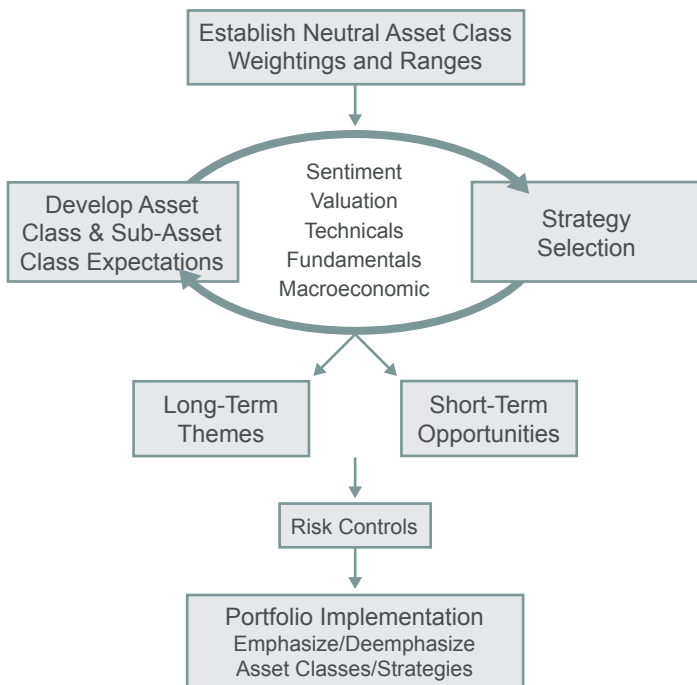 Establish Neutral Asset Class
Weightings and Ranges
Sentiment
Valuation
Technicals
Fundamentals
Macroeconomic
Develop Asset
Class & Sub-Asset
Class Expectations
Strategy
Selection
Long-Term
Themes
Short-Term
Opportunities
Risk Controls
Portfolio Implementation
Emphasize/Deemphasize
Asset Classes/Strategies